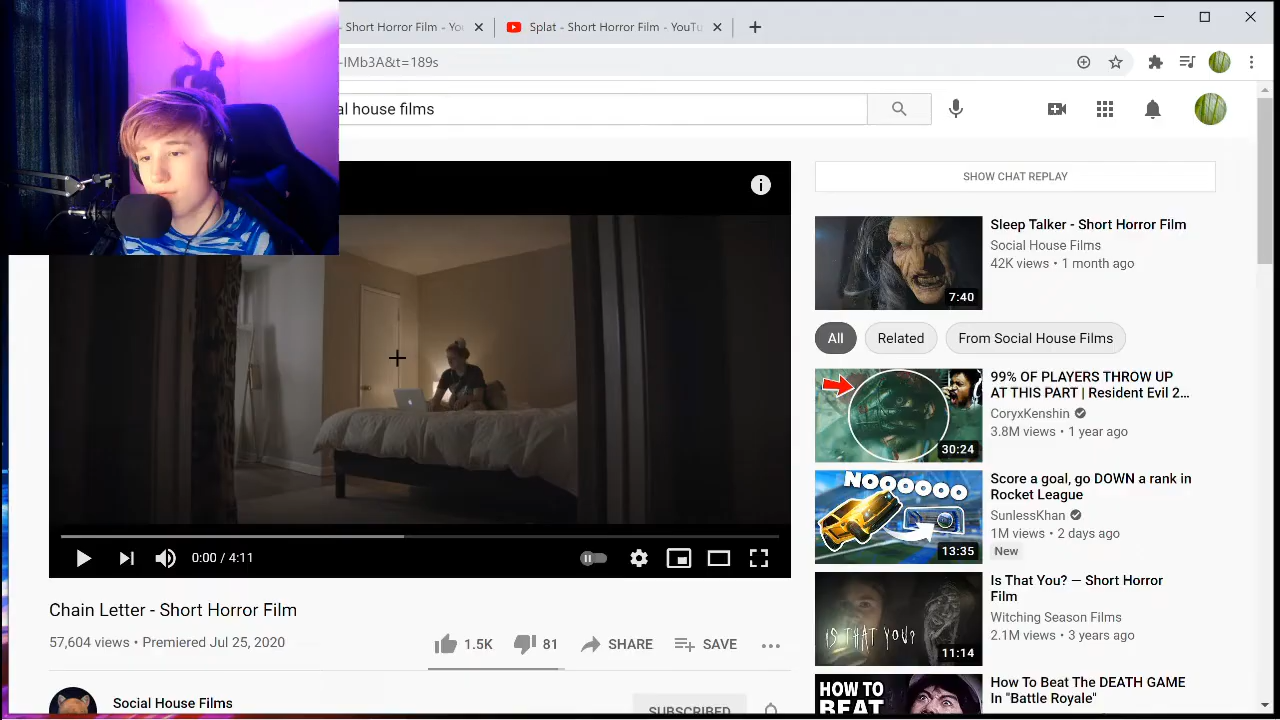 - Short Horror Film - You
Splat - Short Horror Film - YouTu
-IMb3A&t=189s
al house films
SHOW CHAT REPLAY
Sleep Talker - Short Horror Film
Social House Films
42K views • 1 month ago
7:40
All
Related
From Social House Films
99% OF PLAYERS THROW UP
AT THIS PART | Resident Evil 2...
CoryxKenshin
3.8M views • 1 year ago
30:24
NOOOOOO
Score a goal, go DOWN a rank in
Rocket League
SunlessKhan
1M views • 2 days ago
New
13:35
IS THAT YOU?
Is That You? — Short Horror
Film
Witching Season Films
2.1M views • 3 years ago
11:14
HOW TO
BEAT
How To Beat The DEATH GAME
In "Battle Royale"
0:00 / 4:11
Chain Letter - Short Horror Film
57,604 views • Premiered Jul 25, 2020
1.5K
81
SHARE
SAVE
Social House Films
SUBSCRIBED